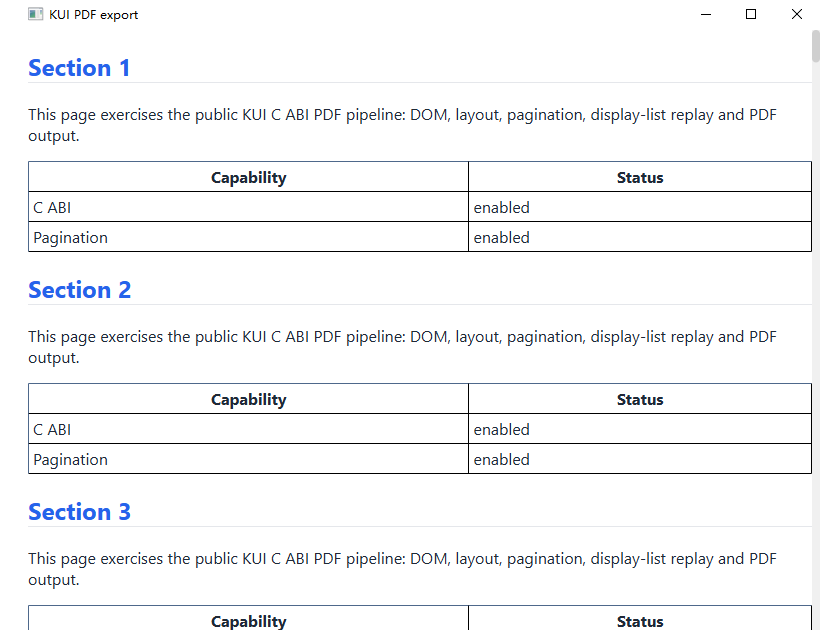 KUI PDF export
Section 1
This page exercises the public KUI C ABI PDF pipeline: DOM, layout, pagination, display-list replay and PDF
output.
Capability Status
C ABI enabled
Pagination enabled
Section 2
This page exercises the public KUI C ABI PDF pipeline: DOM, layout, pagination, display-list replay and PDF
output.
Capability Status
C ABI enabled
Pagination enabled
Section 3
This page exercises the public KUI C ABI PDF pipeline: DOM, layout, pagination, display-list replay and PDF
output.
Capability Status